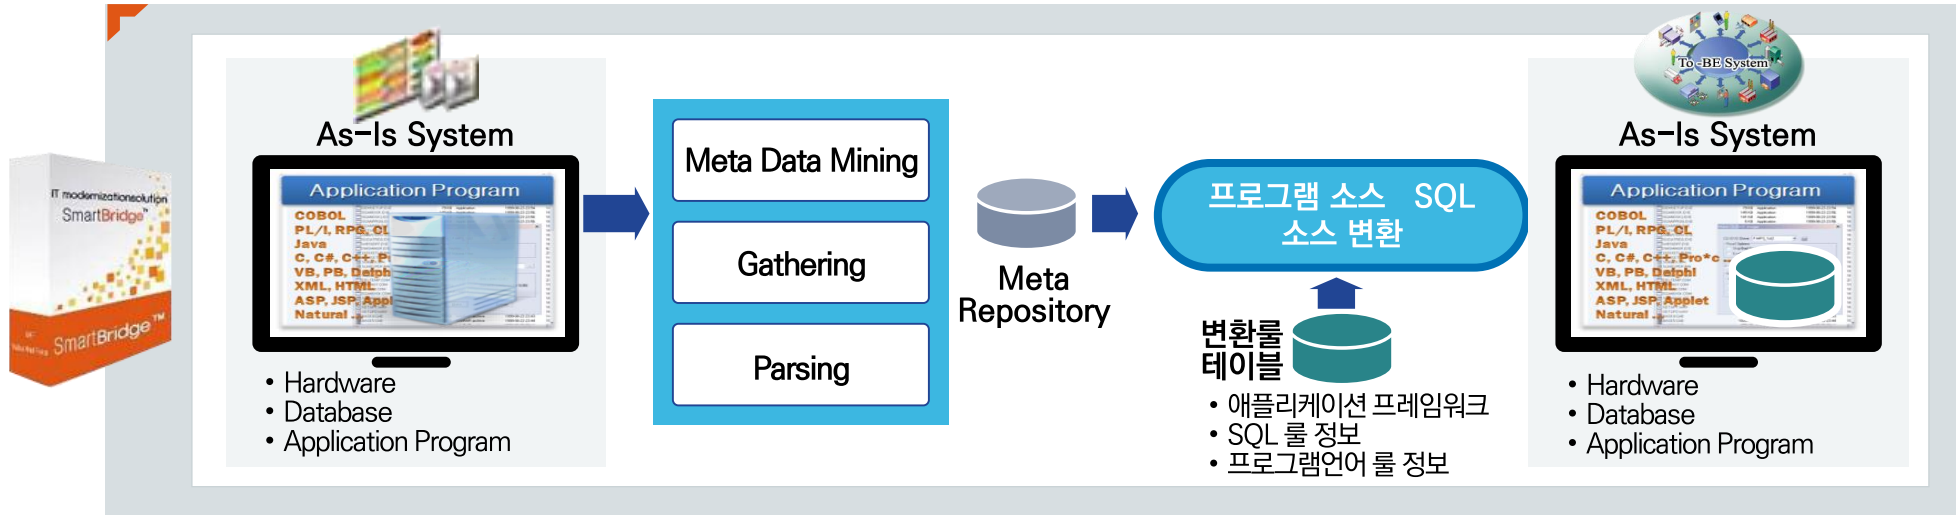 IT modernizationsolution
SmartBridge™
SmartBridge™
As-Is System
Application Program
COBOL
PL/I, RPG, CL
Java
C, C#, C++,
VB, PB, Delph
XML, HTML
ASP, JSP, Appl
Natural ..
• Hardware
• Database
• Application Program
Meta Data Mining
Gathering
Parsing
Meta
Repository
프로그램 소스 SQL
소스 변환
변환룰
테이블
• 애플리케이션 프레임워크
• SQL 룰 정보
• 프로그램언어 룰 정보
To -BE System
As-Is System
Application Program
COBOL
PL/I, RPG, CL
Java
C, C#, C++, Pro*c ..
VB, PB, Delphi
XML, HTML
ASP, JSP, Applet
Natural ..
• Hardware
• Database
• Application Program